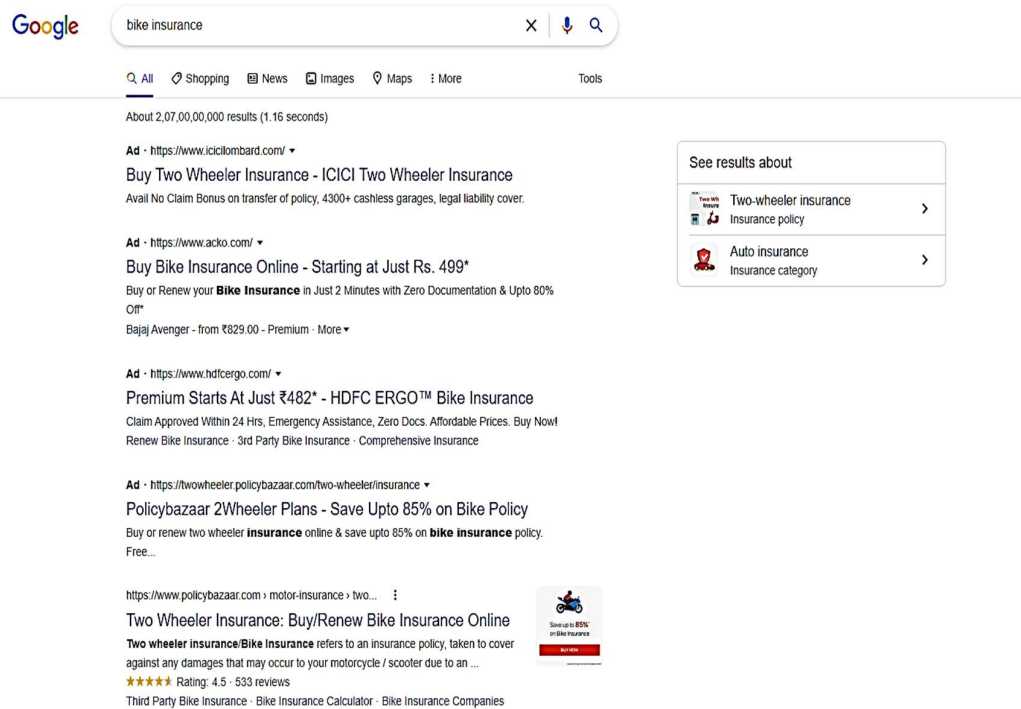 Google
bike insurance
All Shopping News Images Maps More Tools
About 2,07,00,00,000 results (1.16 seconds)
Ad · https://www.icicilombard.com/
Buy Two Wheeler Insurance - ICICI Two Wheeler Insurance
Avail No Claim Bonus on transfer of policy, 4300+ cashless garages, legal liability cover.
Ad · https://www.acko.com/
Buy Bike Insurance Online - Starting at Just Rs. 499*
Buy or Renew your Bike Insurance in Just 2 Minutes with Zero Documentation & Upto 80%
Off*
Bajaj Avenger - from ₹829.00 - Premium · More
Ad · https://www.hdfcergo.com/
Premium Starts At Just ₹482* - HDFC ERGO™ Bike Insurance
Claim Approved Within 24 Hrs, Emergency Assistance, Zero Docs. Affordable Prices. Buy Now!
Renew Bike Insurance · 3rd Party Bike Insurance · Comprehensive Insurance
Ad · https://twowheeler.policybazaar.com/two-wheeler/insurance
Policybazaar 2Wheeler Plans - Save Upto 85% on Bike Policy
Buy or renew two wheeler insurance online & save upto 85% on bike insurance policy.
Free...
https://www.policybazaar.com › motor-insurance › two...
Two Wheeler Insurance: Buy/Renew Bike Insurance Online
Two wheeler insurance/Bike Insurance refers to an insurance policy, taken to cover
against any damages that may occur to your motorcycle / scooter due to an ...
Rating: 4.5 · 533 reviews
Third Party Bike Insurance · Bike Insurance Calculator · Bike Insurance Companies
Save up to 85%*
on Bike Insurance
BUY NOW
See results about
Two Wh
Insura
Two-wheeler insurance
Insurance policy
Auto insurance
Insurance category